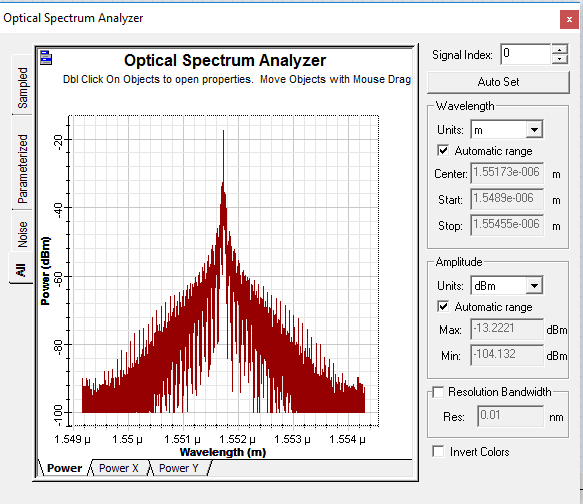 Optical Spectrum Analyzer
x
Signal Index: 0
Auto Set
Sampled
Parameterized
Noise
All
Optical Spectrum Analyzer
Dbl Click On Objects to open properties. Move Objects with Mouse Drag
Power (dBm)
-20
-40
-60
-80
-100
1.549 µ 1.55 µ 1.551 µ 1.552 µ 1.553 µ 1.554 µ
Wavelength (m)
Power Power X Power Y
Wavelength
Units: m
Automatic range
Center: 1.55173e-006 m
Start: 1.5489e-006 m
Stop: 1.55455e-006 m
Amplitude
Units: dBm
Automatic range
Max: -13.2221 dBm
Min: -104.132 dBm
Resolution Bandwidth
Res: 0.01 nm
Invert Colors